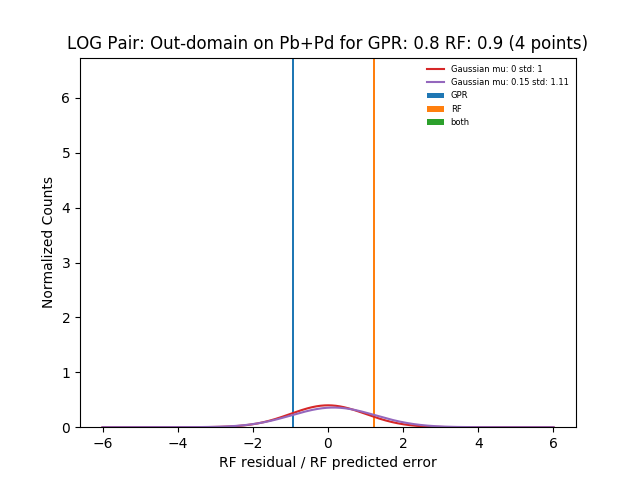 LOG Pair: Out-domain on Pb+Pd for GPR: 0.8 RF: 0.9 (4 points)
Gaussian mu: 0 std: 1
Gaussian mu: 0.15 std: 1.11
GPR
RF
both
Normalized Counts
6
5
4
3
2
1
0
−6 −4 −2 0 2 4 6
RF residual / RF predicted error